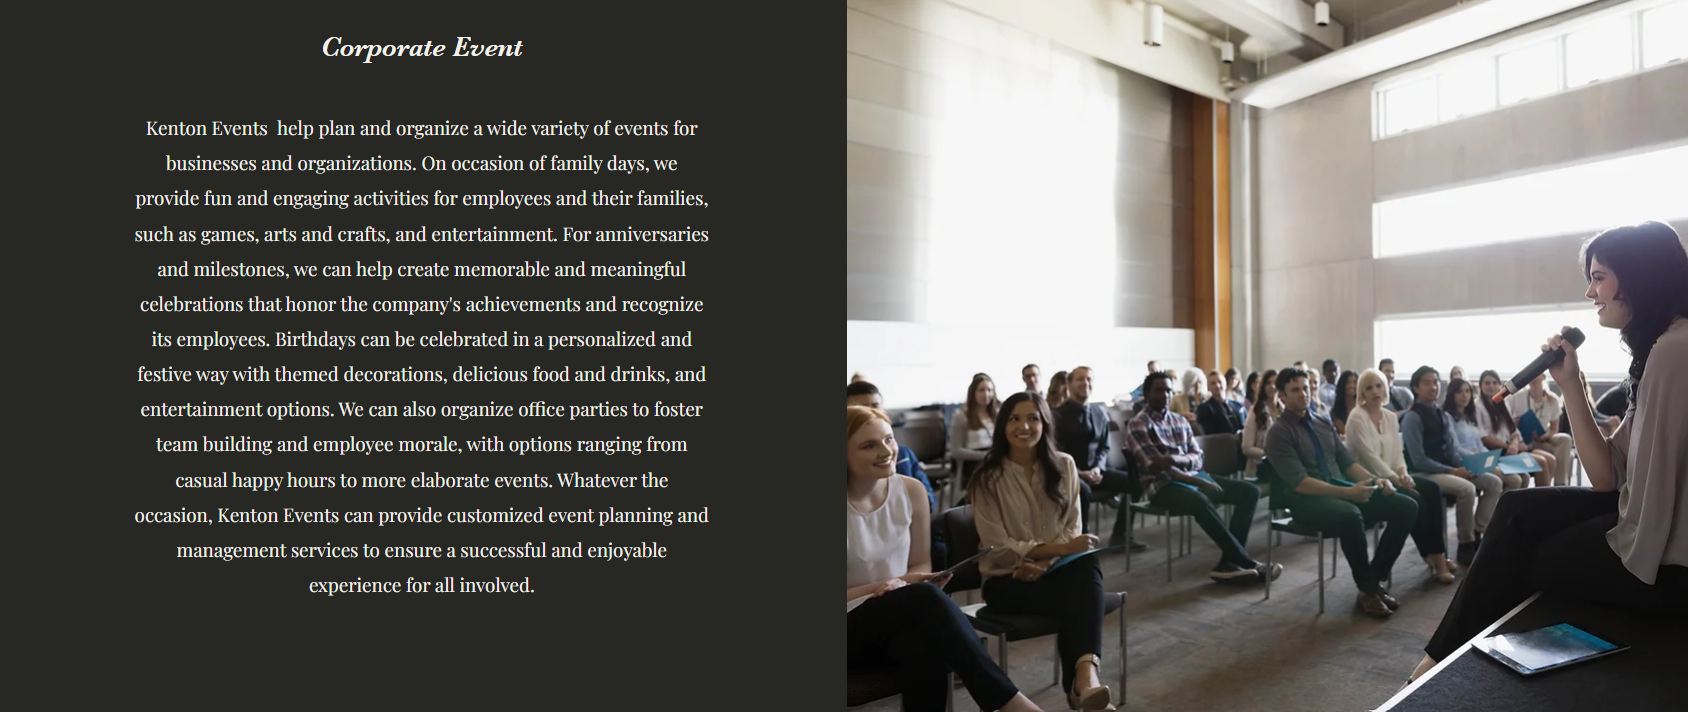 Corporate Event
Kenton Events  help plan and organize a wide variety of events for
businesses and organizations. On occasion of family days, we
provide fun and engaging activities for employees and their families,
such as games, arts and crafts, and entertainment. For anniversaries
and milestones, we can help create memorable and meaningful
celebrations that honor the company's achievements and recognize
its employees. Birthdays can be celebrated in a personalized and
festive way with themed decorations, delicious food and drinks, and
entertainment options. We can also organize office parties to foster
team building and employee morale, with options ranging from
casual happy hours to more elaborate events. Whatever the
occasion, Kenton Events can provide customized event planning and
management services to ensure a successful and enjoyable
experience for all involved.